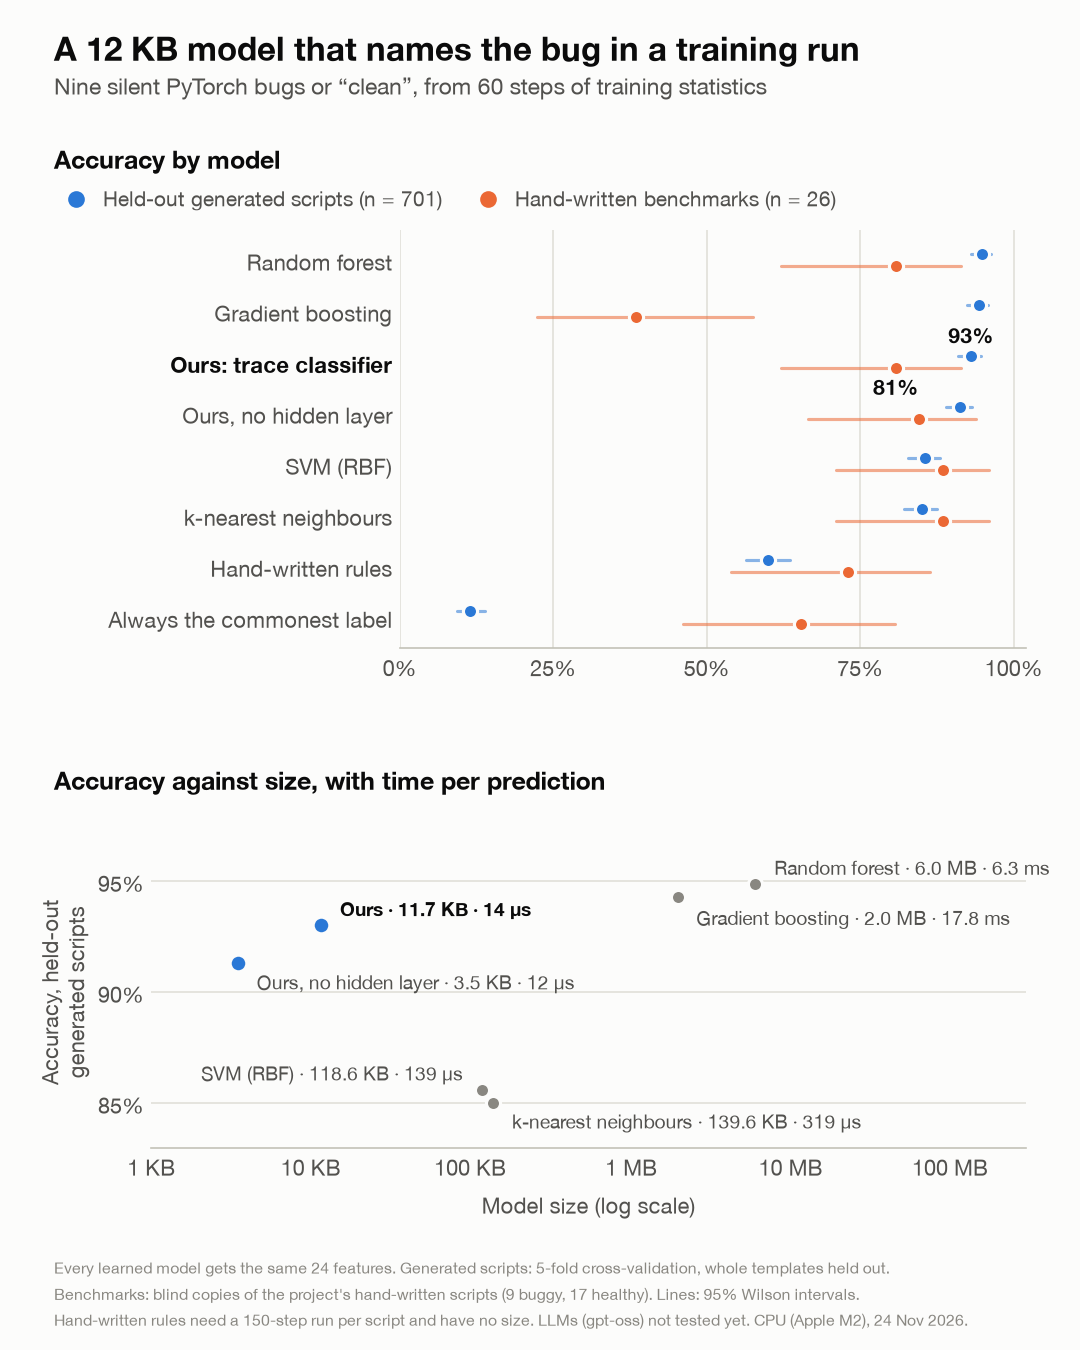 A 12 KB model that names the bug in a training run
Nine silent PyTorch bugs or “clean”, from 60 steps of training statistics
Accuracy by model
Held-out generated scripts (n = 701)
Hand-written benchmarks (n = 26)
Random forest
Gradient boosting
93%
Ours: trace classifier
81%
Ours, no hidden layer
SVM (RBF)
k-nearest neighbours
Hand-written rules
Always the commonest label
0%
25%
50%
75%
100%
Accuracy against size, with time per prediction
Random forest · 6.0 MB · 6.3 ms
95%
Ours · 11.7 KB · 14 µs
Gradient boosting · 2.0 MB · 17.8 ms
Accuracy, held-out
generated scripts
Ours, no hidden layer · 3.5 KB · 12 µs
90%
SVM (RBF) · 118.6 KB · 139 µs
85%
k-nearest neighbours · 139.6 KB · 319 µs
1 KB
10 KB
100 KB
1 MB
10 MB
100 MB
Model size (log scale)
Every learned model gets the same 24 features. Generated scripts: 5-fold cross-validation, whole templates held out.
Benchmarks: blind copies of the project's hand-written scripts (9 buggy, 17 healthy). Lines: 95% Wilson intervals.
Hand-written rules need a 150-step run per script and have no size. LLMs (gpt-oss) not tested yet. CPU (Apple M2), 24 Nov 2026.